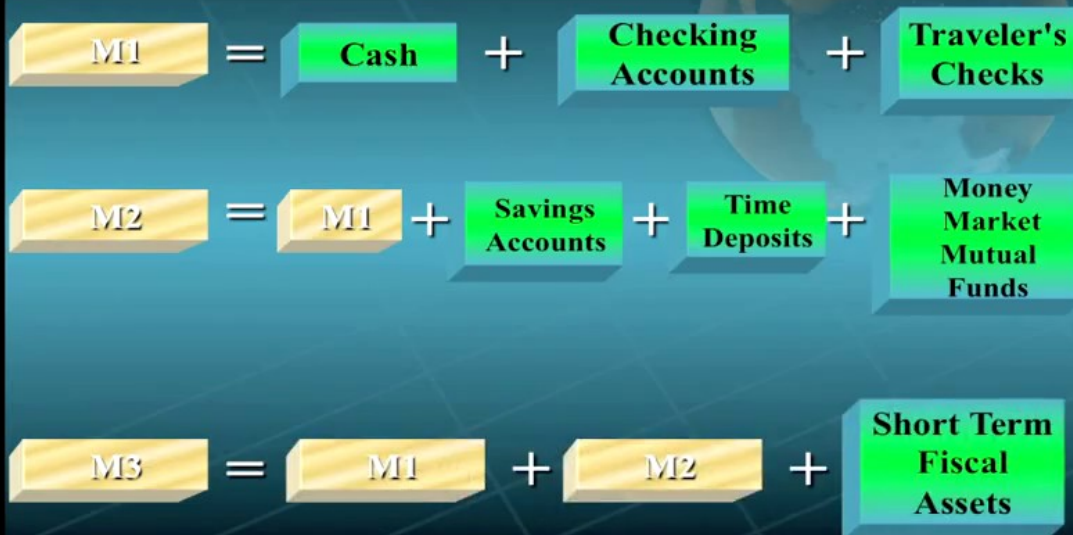 M1 = Cash + Checking Accounts + Traveler's Checks
M2 = M1 + Savings Accounts + Time Deposits + Money Market Mutual Funds
M3 = M1 + M2 + Short Term Fiscal Assets